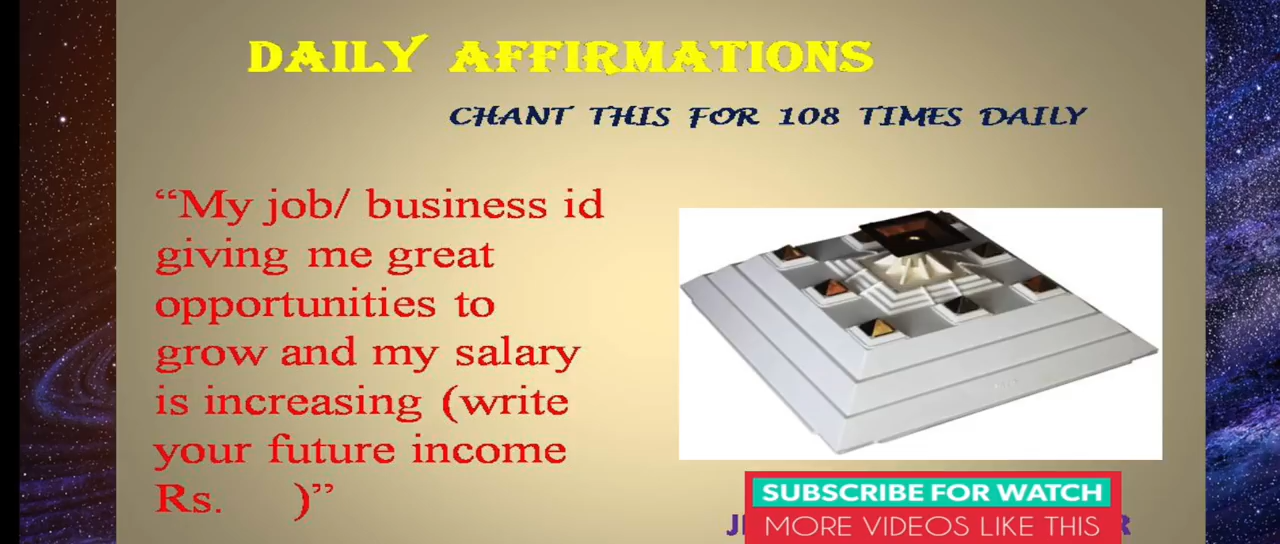 DAILY AFFIRMATIONS
CHANT THIS FOR 108 TIMES DAILY
“My job/ business id
giving me great
opportunities to
grow and my salary
is increasing (write
your future income
Rs. )”
SUBSCRIBE FOR WATCH
MORE VIDEOS LIKE THIS